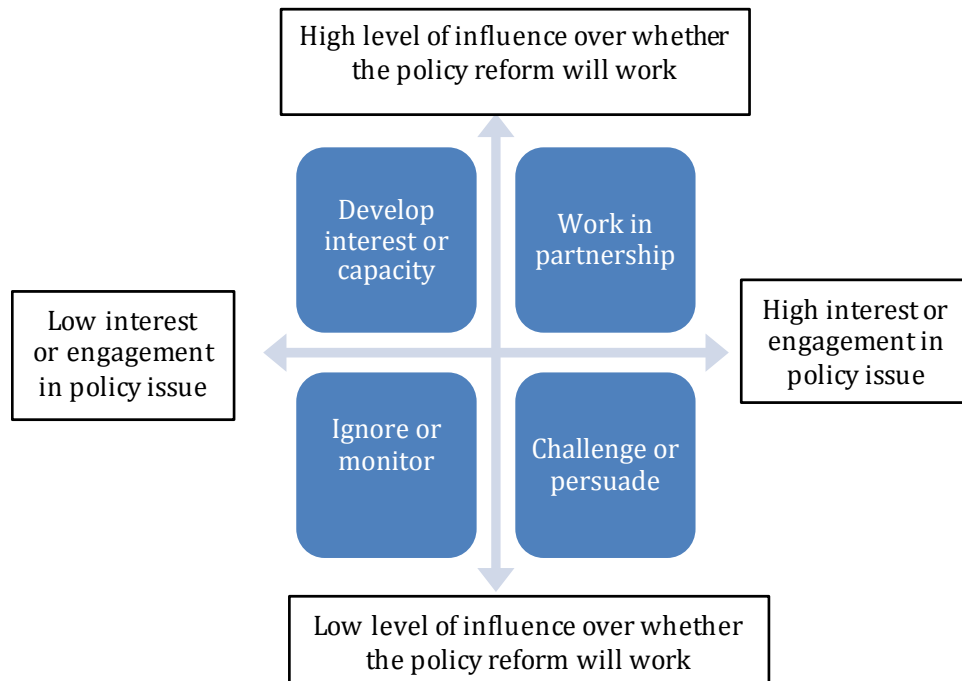 High level of influence over whether
the policy reform will work
Develop
interest or
capacity
Work in
partnership
Low interest
or engagement
in policy issue
High interest or
engagement in
policy issue
Ignore or
monitor
Challenge or
persuade
Low level of influence over whether
the policy reform will work